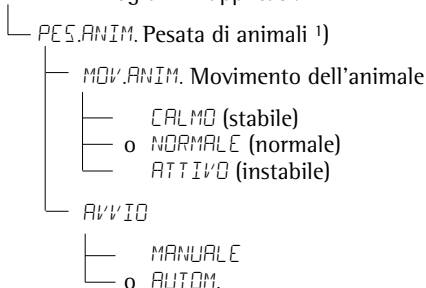 PES.ANIM. Pesata di animali ¹)
MOV.ANIM. Movimento dell'animale
CALMO (stabile)
o NORMALE (normale)
ATTIVO (instabile)
AVVIO
MANUALE
o AUTOM.